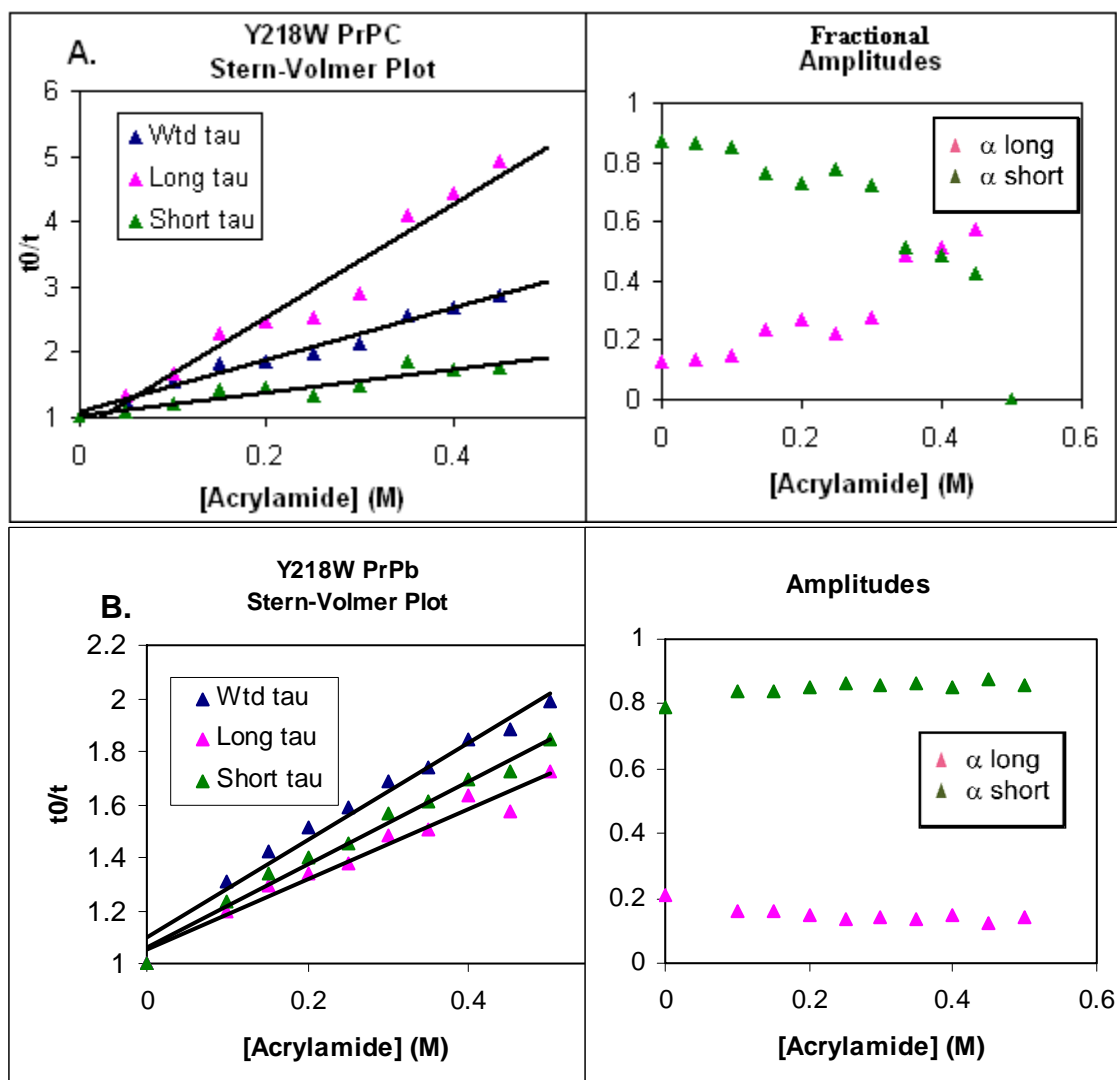 A.
Y218W PrPC
Stern-Volmer Plot
6
5
4
3
2
1
t0/t
Wtd tau
Long tau
Short tau
0
0.2
0.4
[Acrylamide] (M)
Fractional
Amplitudes
1
0.8
0.6
0.4
0.2
0
α long
α short
0
0.2
0.4
0.6
[Acrylamide] (M)
B.
Y218W PrPb
Stern-Volmer Plot
2.2
2
1.8
1.6
1.4
1.2
1
t0/t
Wtd tau
Long tau
Short tau
0
0.2
0.4
[Acrylamide] (M)
Amplitudes
1
0.8
0.6
0.4
0.2
0
α long
α short
0
0.2
0.4
0.6
[Acrylamide] (M)